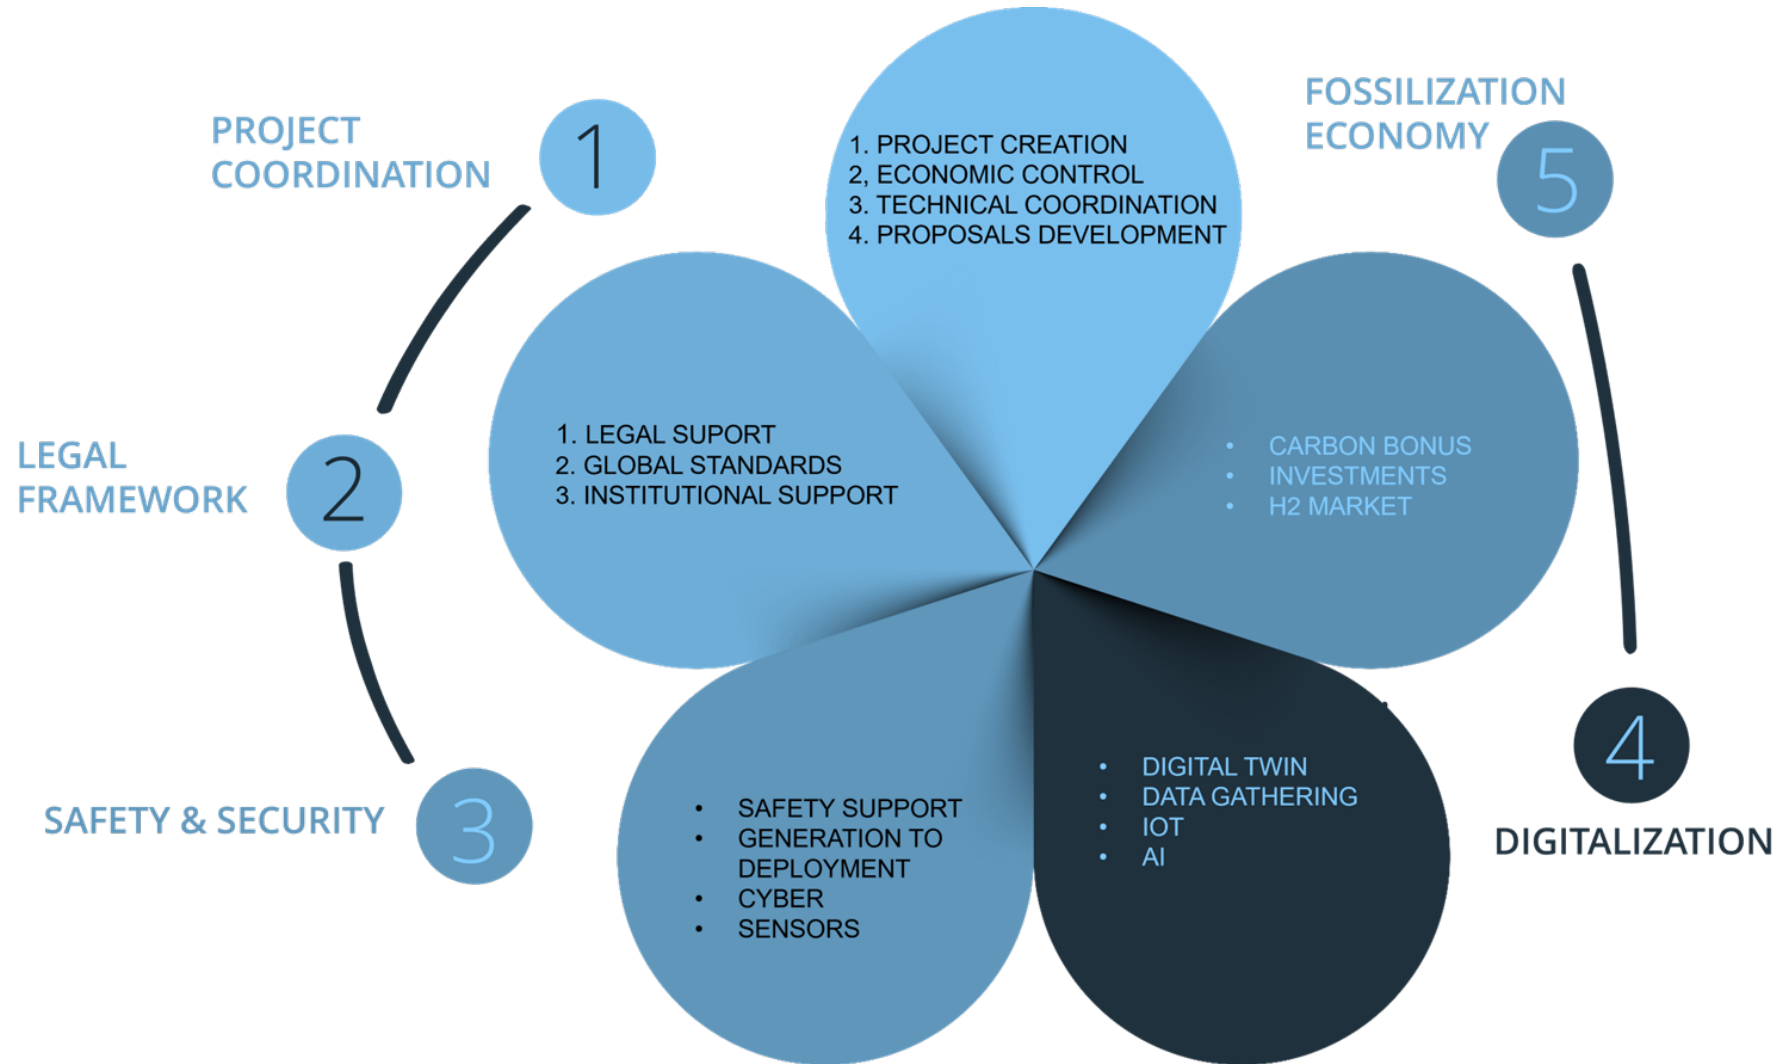 PROJECT
COORDINATION
1
1. PROJECT CREATION
2, ECONOMIC CONTROL
3. TECHNICAL COORDINATION
4. PROPOSALS DEVELOPMENT
FOSSILIZATION
ECONOMY
5
LEGAL
FRAMEWORK
2
1. LEGAL SUPORT
2. GLOBAL STANDARDS
3. INSTITUTIONAL SUPPORT
• CARBON BONUS
• INVESTMENTS
• H2 MARKET
SAFETY & SECURITY
3
• SAFETY SUPPORT
• GENERATION TO
DEPLOYMENT
• CYBER
• SENSORS
• DIGITAL TWIN
• DATA GATHERING
• IOT
• AI
4
DIGITALIZATION